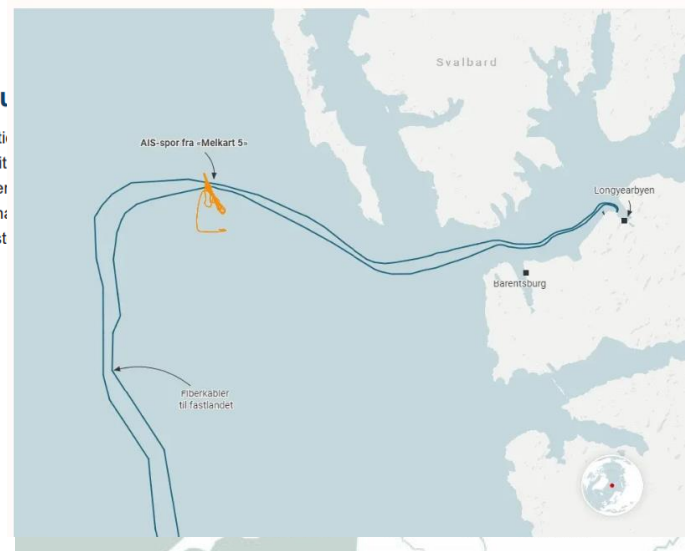 Svalbard
AIS-spor fra «Melkart 5»
Longyearbyen
Barentsburg
Fiberkabler
til fastlandet